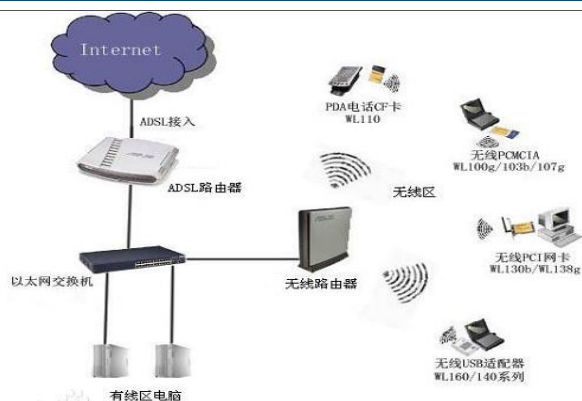 Internet
ADSL接入
ADSL路由器
PDA电话CF卡
WL110
无线PCMCIA
WL100g/103b/107g
无线区
以太网交换机
无线路由器
无线PCI网卡
WL130b/WL138g
无线USB适配器
WL160/140系列
有线区电脑